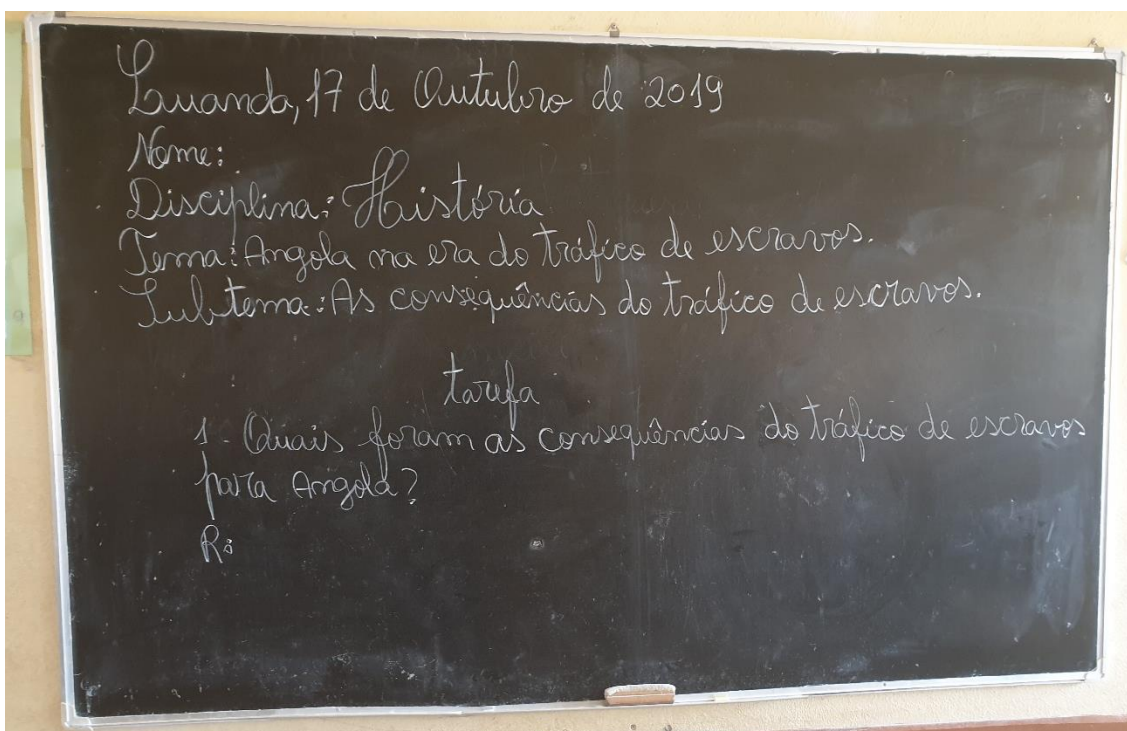 Luanda, 17 de Outubro de 2019
Nome:
Disciplina: História
Tema: Angola na era do tráfico de escravos.
Subtema: As consequências do tráfico de escravos.
tarefa
1- Quais foram as consequências do tráfico de escravos
para Angola?
R: